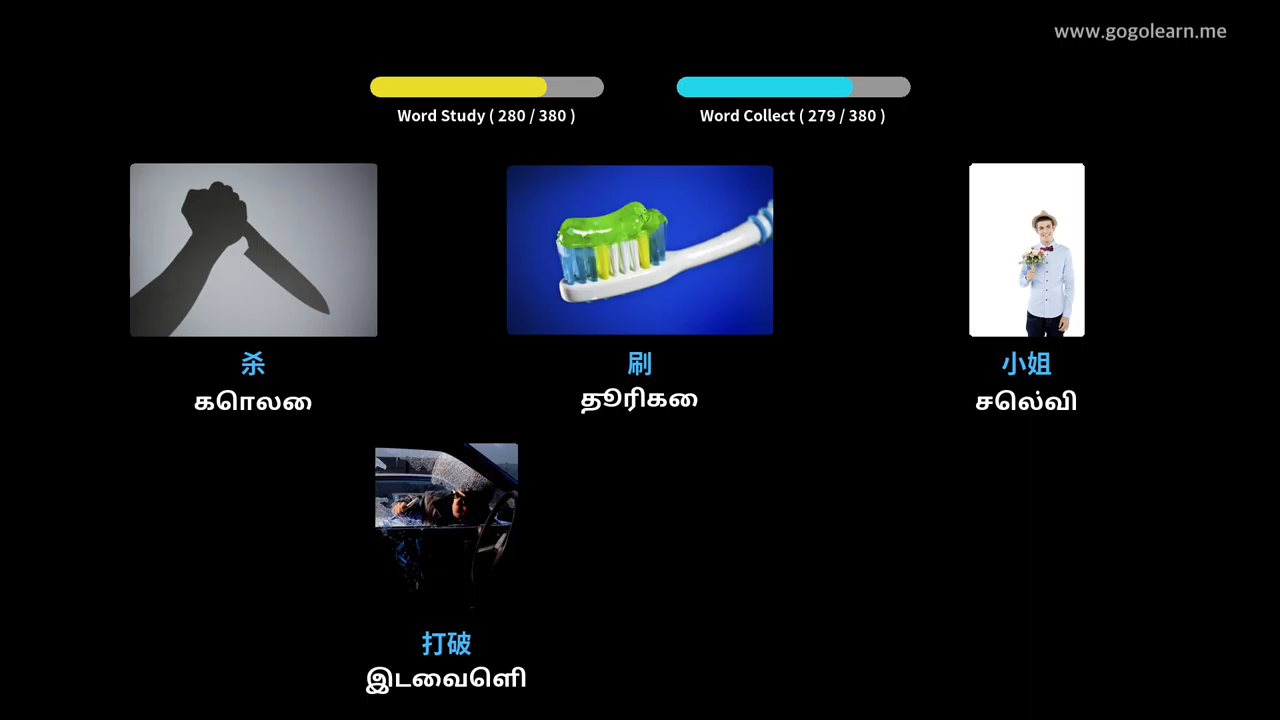 www.gogolearn.me
Word Study ( 280 / 380 )
Word Collect ( 279 / 380 )
杀
கொலை
刷
தூரிகை
小姐
செல்வி
打破
இடைவெளி